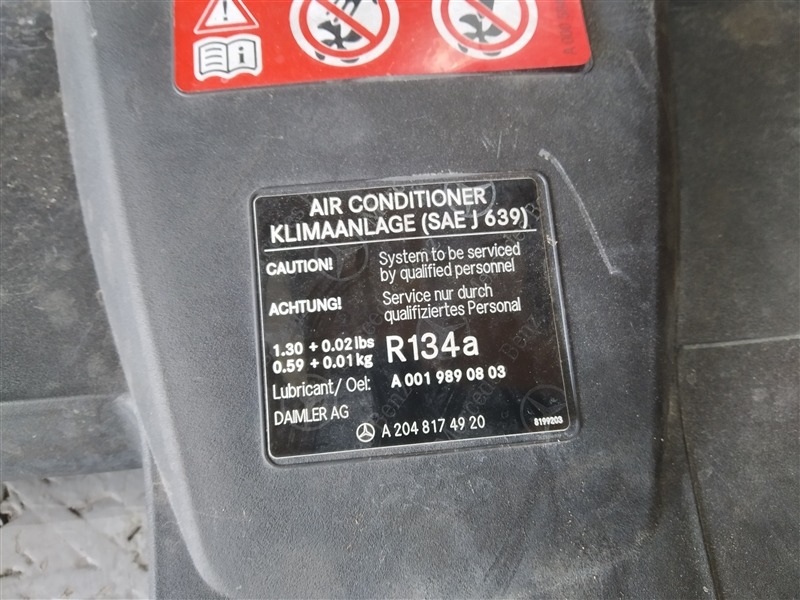 AIR CONDITIONER
KLIMAANLAGE (SAE J 639)
CAUTION! System to be serviced
by qualified personnel
ACHTUNG! Service nur durch
qualifiziertes Personal
1.30 + 0.02 lbs
0.59 + 0.01 kg R134a
Lubricant/ Oel: A 001 989 08 03
DAIMLER AG
A 204 817 49 20 8199203